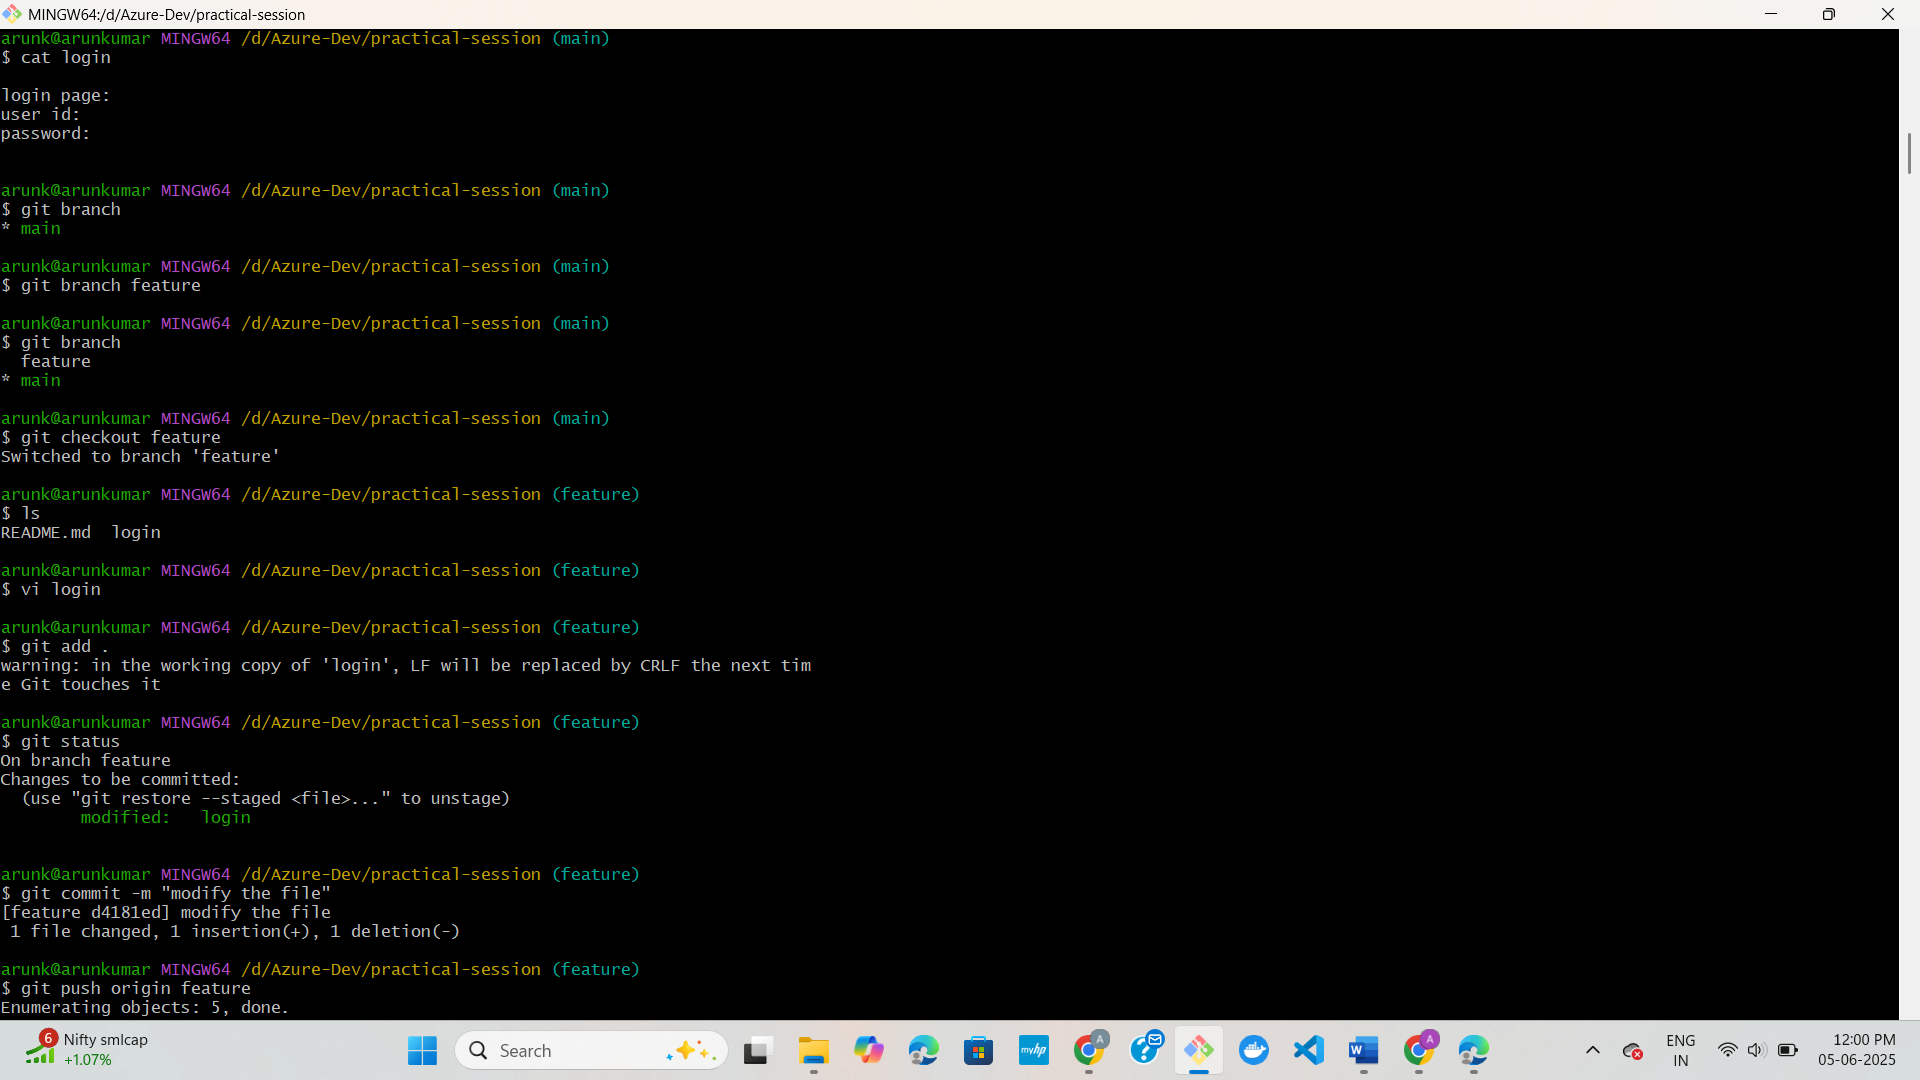 MINGW64:/d/Azure-Dev/practical-session
arunk@arunkumar MINGW64 /d/Azure-Dev/practical-session (main)
$ cat login
login page:
user id:
password:
arunk@arunkumar MINGW64 /d/Azure-Dev/practical-session (main)
$ git branch
* main
arunk@arunkumar MINGW64 /d/Azure-Dev/practical-session (main)
$ git branch feature
arunk@arunkumar MINGW64 /d/Azure-Dev/practical-session (main)
$ git branch
  feature
* main
arunk@arunkumar MINGW64 /d/Azure-Dev/practical-session (main)
$ git checkout feature
Switched to branch 'feature'
arunk@arunkumar MINGW64 /d/Azure-Dev/practical-session (feature)
$ ls
README.md  login
arunk@arunkumar MINGW64 /d/Azure-Dev/practical-session (feature)
$ vi login
arunk@arunkumar MINGW64 /d/Azure-Dev/practical-session (feature)
$ git add .
warning: in the working copy of 'login', LF will be replaced by CRLF the next tim
e Git touches it
arunk@arunkumar MINGW64 /d/Azure-Dev/practical-session (feature)
$ git status
On branch feature
Changes to be committed:
  (use "git restore --staged <file>..." to unstage)
        modified:   login
arunk@arunkumar MINGW64 /d/Azure-Dev/practical-session (feature)
$ git commit -m "modify the file"
[feature d4181ed] modify the file
 1 file changed, 1 insertion(+), 1 deletion(-)
arunk@arunkumar MINGW64 /d/Azure-Dev/practical-session (feature)
$ git push origin feature
Enumerating objects: 5, done.
6
Nifty smlcap
+1.07%
Search
myhp
A
W
A
ENG
IN
12:00 PM
05-06-2025